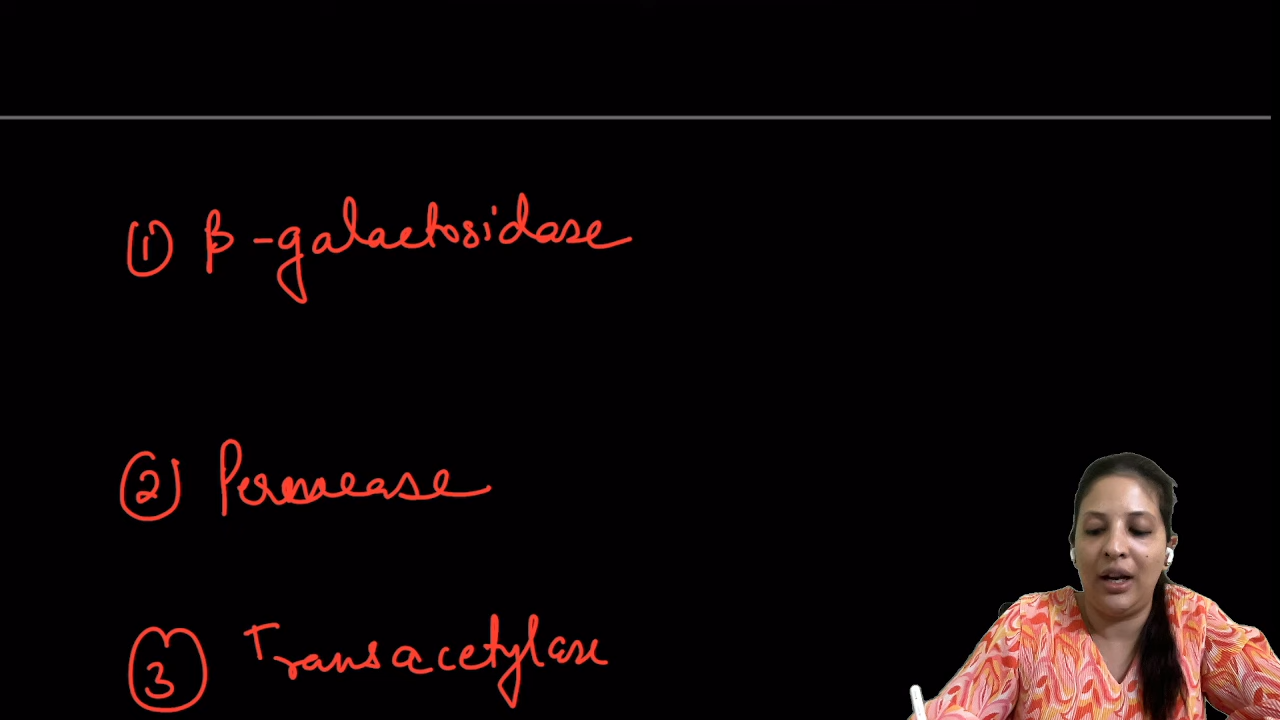 ① β-galactosidase
② Permease
③ Transacetylase